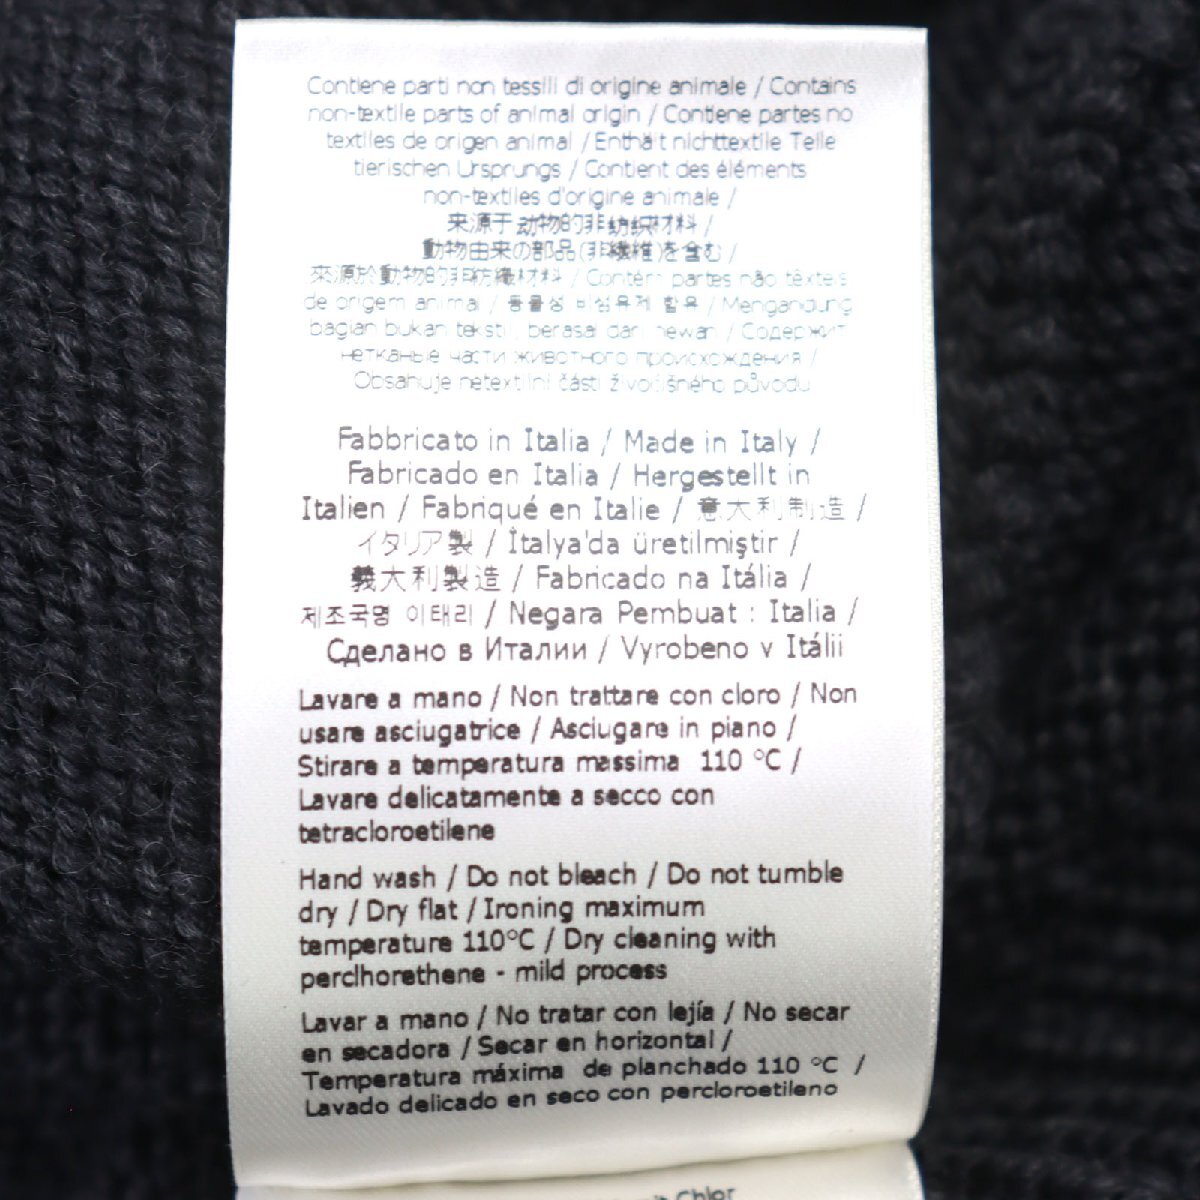 Contiene parti non tessili di origine animale / Contains
non-textile parts of animal origin / Contiene partes no
textiles de origen animal / Enthält nichttextile Teile
tierischen Ursprungs / Contient des éléments
non-textiles d'origine animale /
来源于动物的非纺织材料 /
動物由来の部品(非繊維)を含む /
來源於動物的非紡織材料 / Contém partes não têxteis
de origem animal / 동물성 비섬유제 함유 / Mengandung
bagian bukan tekstil, berasal dari hewan / Содержит
нетканые части животного происхождения /
Obsahuje netextilní části živočišného původu
Fabbricato in Italia / Made in Italy /
Fabricado en Italia / Hergestellt in
Italien / Fabriqué en Italie / 意大利制造 /
イタリア製 / İtalya'da üretilmiştir /
義大利製造 / Fabricado na Itália /
제조국명 이태리 / Negara Pembuat : Italia /
Сделано в Италии / Vyrobeno v Itálii
Lavare a mano / Non trattare con cloro / Non
usare asciugatrice / Asciugare in piano /
Stirare a temperatura massima 110 °C /
Lavare delicatamente a secco con
tetracloroetilene
Hand wash / Do not bleach / Do not tumble
dry / Dry flat / Ironing maximum
temperature 110°C / Dry cleaning with
perclhorethene - mild process
Lavar a mano / No tratar con lejía / No secar
en secadora / Secar en horizontal /
Temperatura máxima de planchado 110 °C /
Lavado delicado en seco con percloroetileno
Chlor